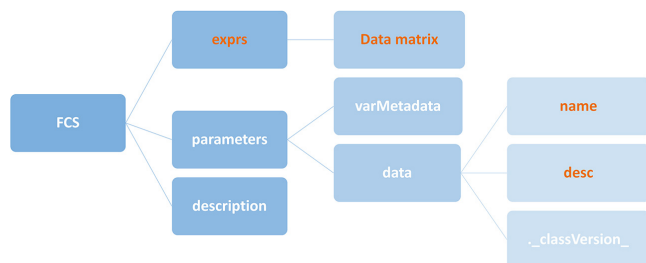 exprs
Data matrix
varMetadata
name
FCS
parameters
data
desc
description
._classVersion_